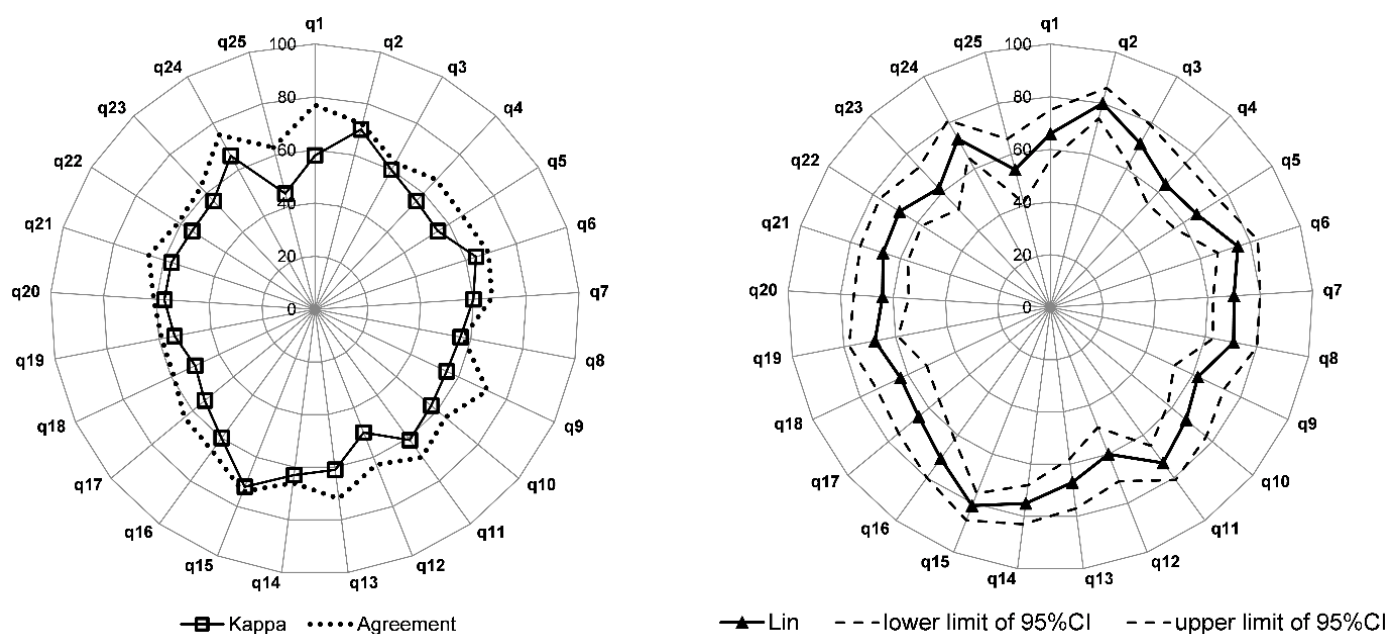 q1
q2
q3
q4
q5
q6
q7
q8
q9
q10
q11
q12
q13
q14
q15
q16
q17
q18
q19
q20
q21
q22
q23
q24
q25
100
80
60
40
20
0
Kappa Agreement
q1
q2
q3
q4
q5
q6
q7
q8
q9
q10
q11
q12
q13
q14
q15
q16
q17
q18
q19
q20
q21
q22
q23
q24
q25
100
80
60
40
20
0
Lin lower limit of 95%CI upper limit of 95%CI